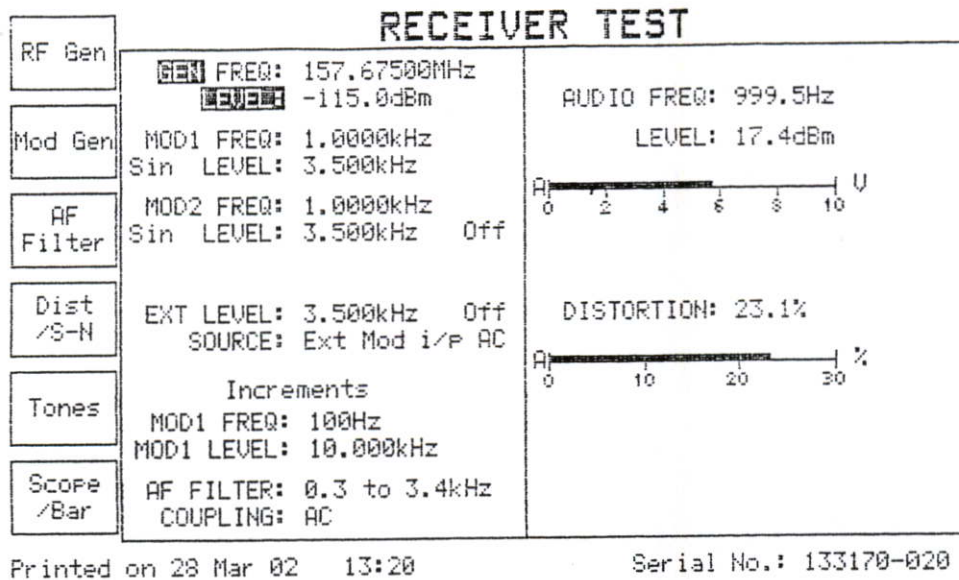 RECEIVER TEST
RF Gen
Mod Gen
AF
Filter
Dist
/S-N
Tones
Scope
/Bar
GEN FREQ: 157.67500MHz
LEVEL: -115.0dBm
MOD1 FREQ: 1.0000kHz
Sin LEVEL: 3.500kHz
MOD2 FREQ: 1.0000kHz
Sin LEVEL: 3.500kHz Off
EXT LEVEL: 3.500kHz Off
SOURCE: Ext Mod i/p AC
Increments
MOD1 FREQ: 100Hz
MOD1 LEVEL: 10.000kHz
AF FILTER: 0.3 to 3.4kHz
COUPLING: AC
AUDIO FREQ: 999.5Hz
LEVEL: 17.4dBm
A V
0 2 4 6 8 10
DISTORTION: 23.1%
A %
0 10 20 30
Printed on 28 Mar 02 13:20
Serial No.: 133170-020